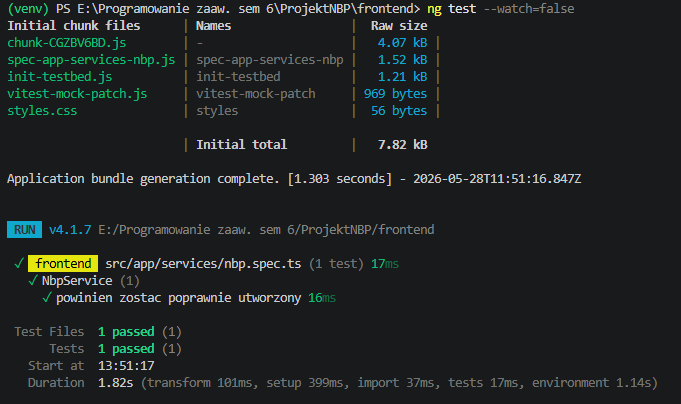 (venv) PS E:\Programowanie zaaw. sem 6\ProjektNBP\frontend> ng test --watch=false
Initial chunk files | Names | Raw size
chunk-CGZBV6BD.js | - | 4.07 kB |
spec-app-services-nbp.js | spec-app-services-nbp | 1.52 kB |
init-testbed.js | init-testbed | 1.21 kB |
vitest-mock-patch.js | vitest-mock-patch | 969 bytes |
styles.css | styles | 56 bytes |
| Initial total | 7.82 kB
Application bundle generation complete. [1.303 seconds] - 2026-05-28T11:51:16.847Z
RUN v4.1.7 E:/Programowanie zaaw. sem 6/ProjektNBP/frontend
✓ frontend src/app/services/nbp.spec.ts (1 test) 17ms
✓ NbpService (1)
✓ powinien zostac poprawnie utworzony 16ms
Test Files 1 passed (1)
Tests 1 passed (1)
Start at 13:51:17
Duration 1.82s (transform 101ms, setup 399ms, import 37ms, tests 17ms, environment 1.14s)